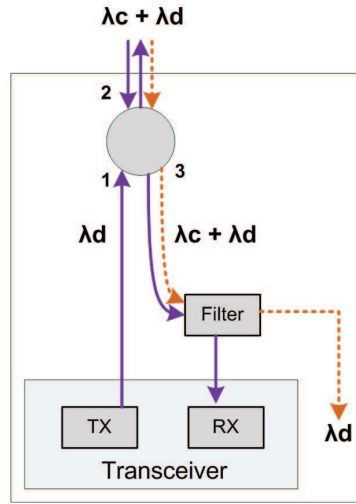 λc + λd
2
1
3
λd
λc + λd
Filter
λd
TX
RX
Transceiver